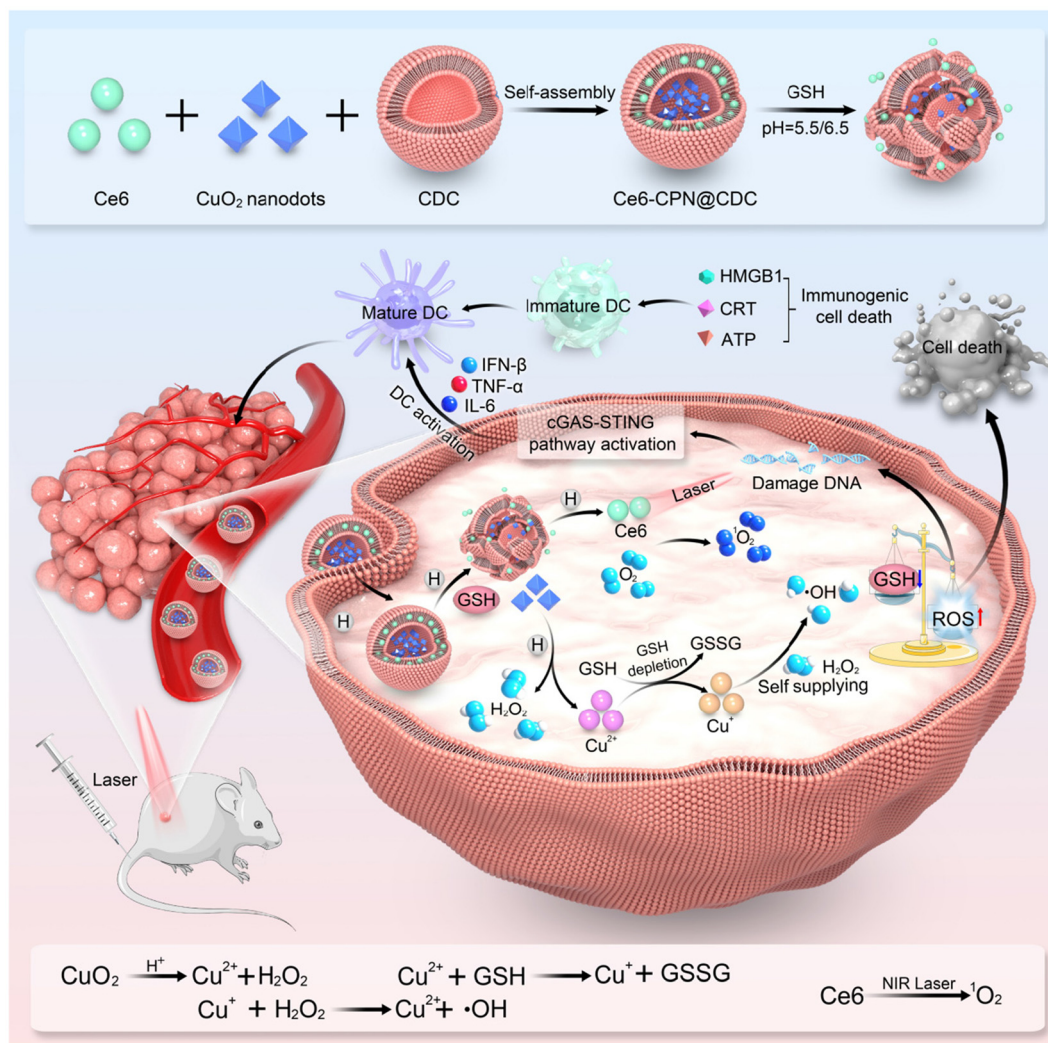 Self-assembly
GSH
pH=5.5/6.5
Ce6
CuO₂ nanodots
CDC
Ce6-CPN@CDC
HMGB1
CRT
ATP
Immunogenic
cell death
Immature DC
Mature DC
Cell death
IFN-β
TNF-α
IL-6
DC activation
cGAS-STING
pathway activation
Damage DNA
Laser
H
Ce6
¹O₂
O₂
H
GSH
H
GSH↓
ROS↑
·OH
H
GSH
GSH
depletion
GSSG
H₂O₂
Self supplying
H₂O₂
Cu²⁺
Cu⁺
Laser
CuO₂ H⁺ Cu²⁺+H₂O₂
Cu²⁺ + GSH Cu⁺ + GSSG
Cu⁺ + H₂O₂ Cu²⁺+ ·OH
Ce6 NIR Laser ¹O₂